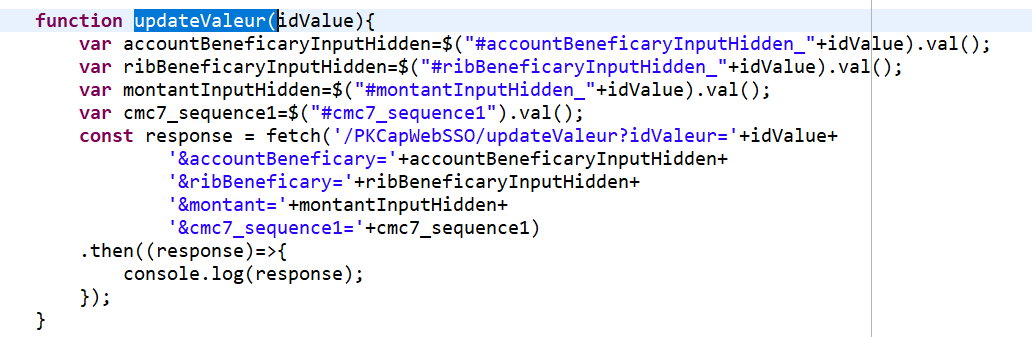 function updateValeur(idValue){
    var accountBeneficaryInputHidden=$("#accountBeneficaryInputHidden_"+idValue).val();
    var ribBeneficaryInputHidden=$("#ribBeneficaryInputHidden_"+idValue).val();
    var montantInputHidden=$("#montantInputHidden_"+idValue).val();
    var cmc7_sequence1=$("#cmc7_sequence1").val();
    const response = fetch('/PKCapWebSSO/updateValeur?idValeur='+idValue+
            '&accountBeneficary='+accountBeneficaryInputHidden+
            '&ribBeneficary='+ribBeneficaryInputHidden+
            '&montant='+montantInputHidden+
            '&cmc7_sequence1='+cmc7_sequence1)
    .then((response)=>{
        console.log(response);
    });
}